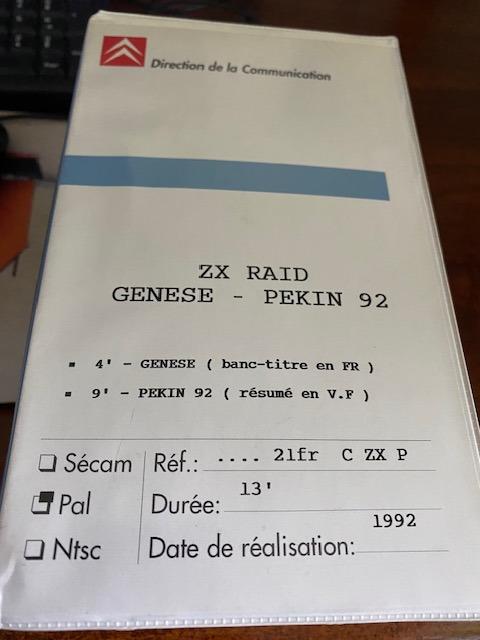 Direction de la Communication
ZX RAID
GENESE - PEKIN 92
4' - GENESE ( banc-titre en FR )
9' - PEKIN 92 ( résumé en V.F )
Sécam
Réf.: .... 21fr C ZX P
Pal
Durée: 13'
Ntsc
Date de réalisation: 1992